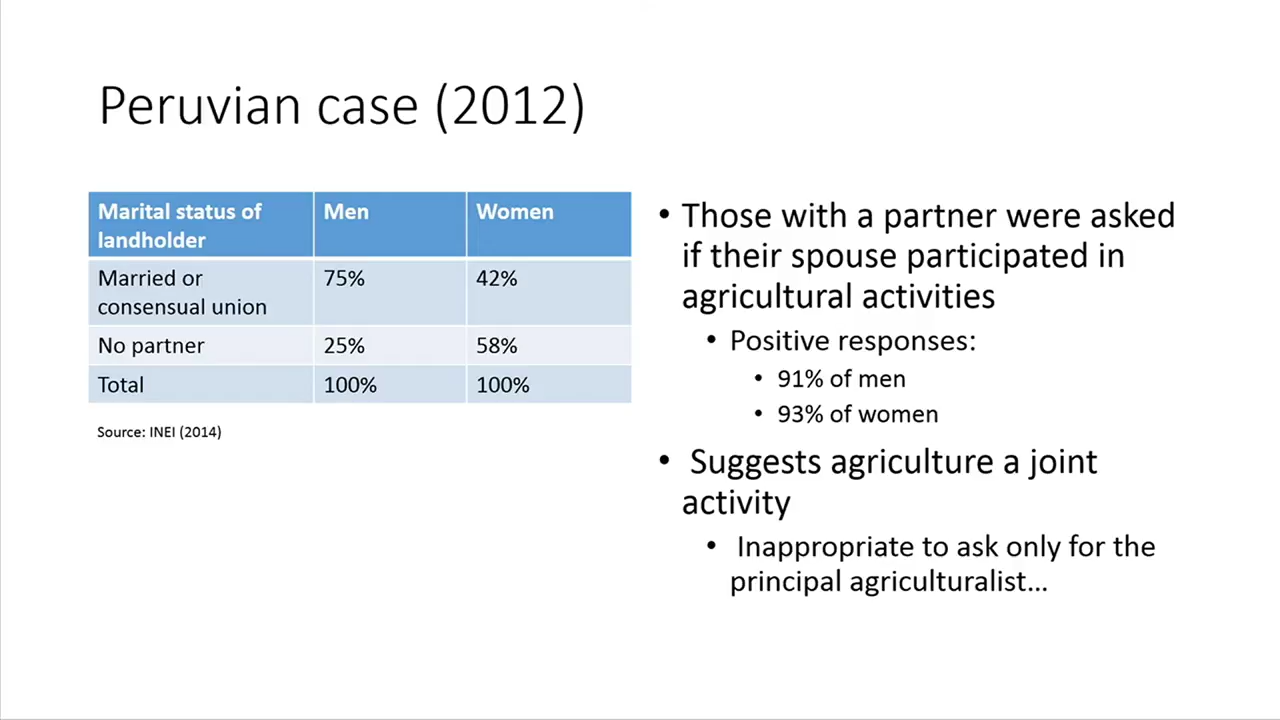 Peruvian case (2012)
Marital status of landholder Men Women
Married or consensual union 75% 42%
No partner 25% 58%
Total 100% 100%
Source: INEI (2014)
• Those with a partner were asked
if their spouse participated in
agricultural activities
• Positive responses:
• 91% of men
• 93% of women
• Suggests agriculture a joint
activity
• Inappropriate to ask only for the
principal agriculturalist…